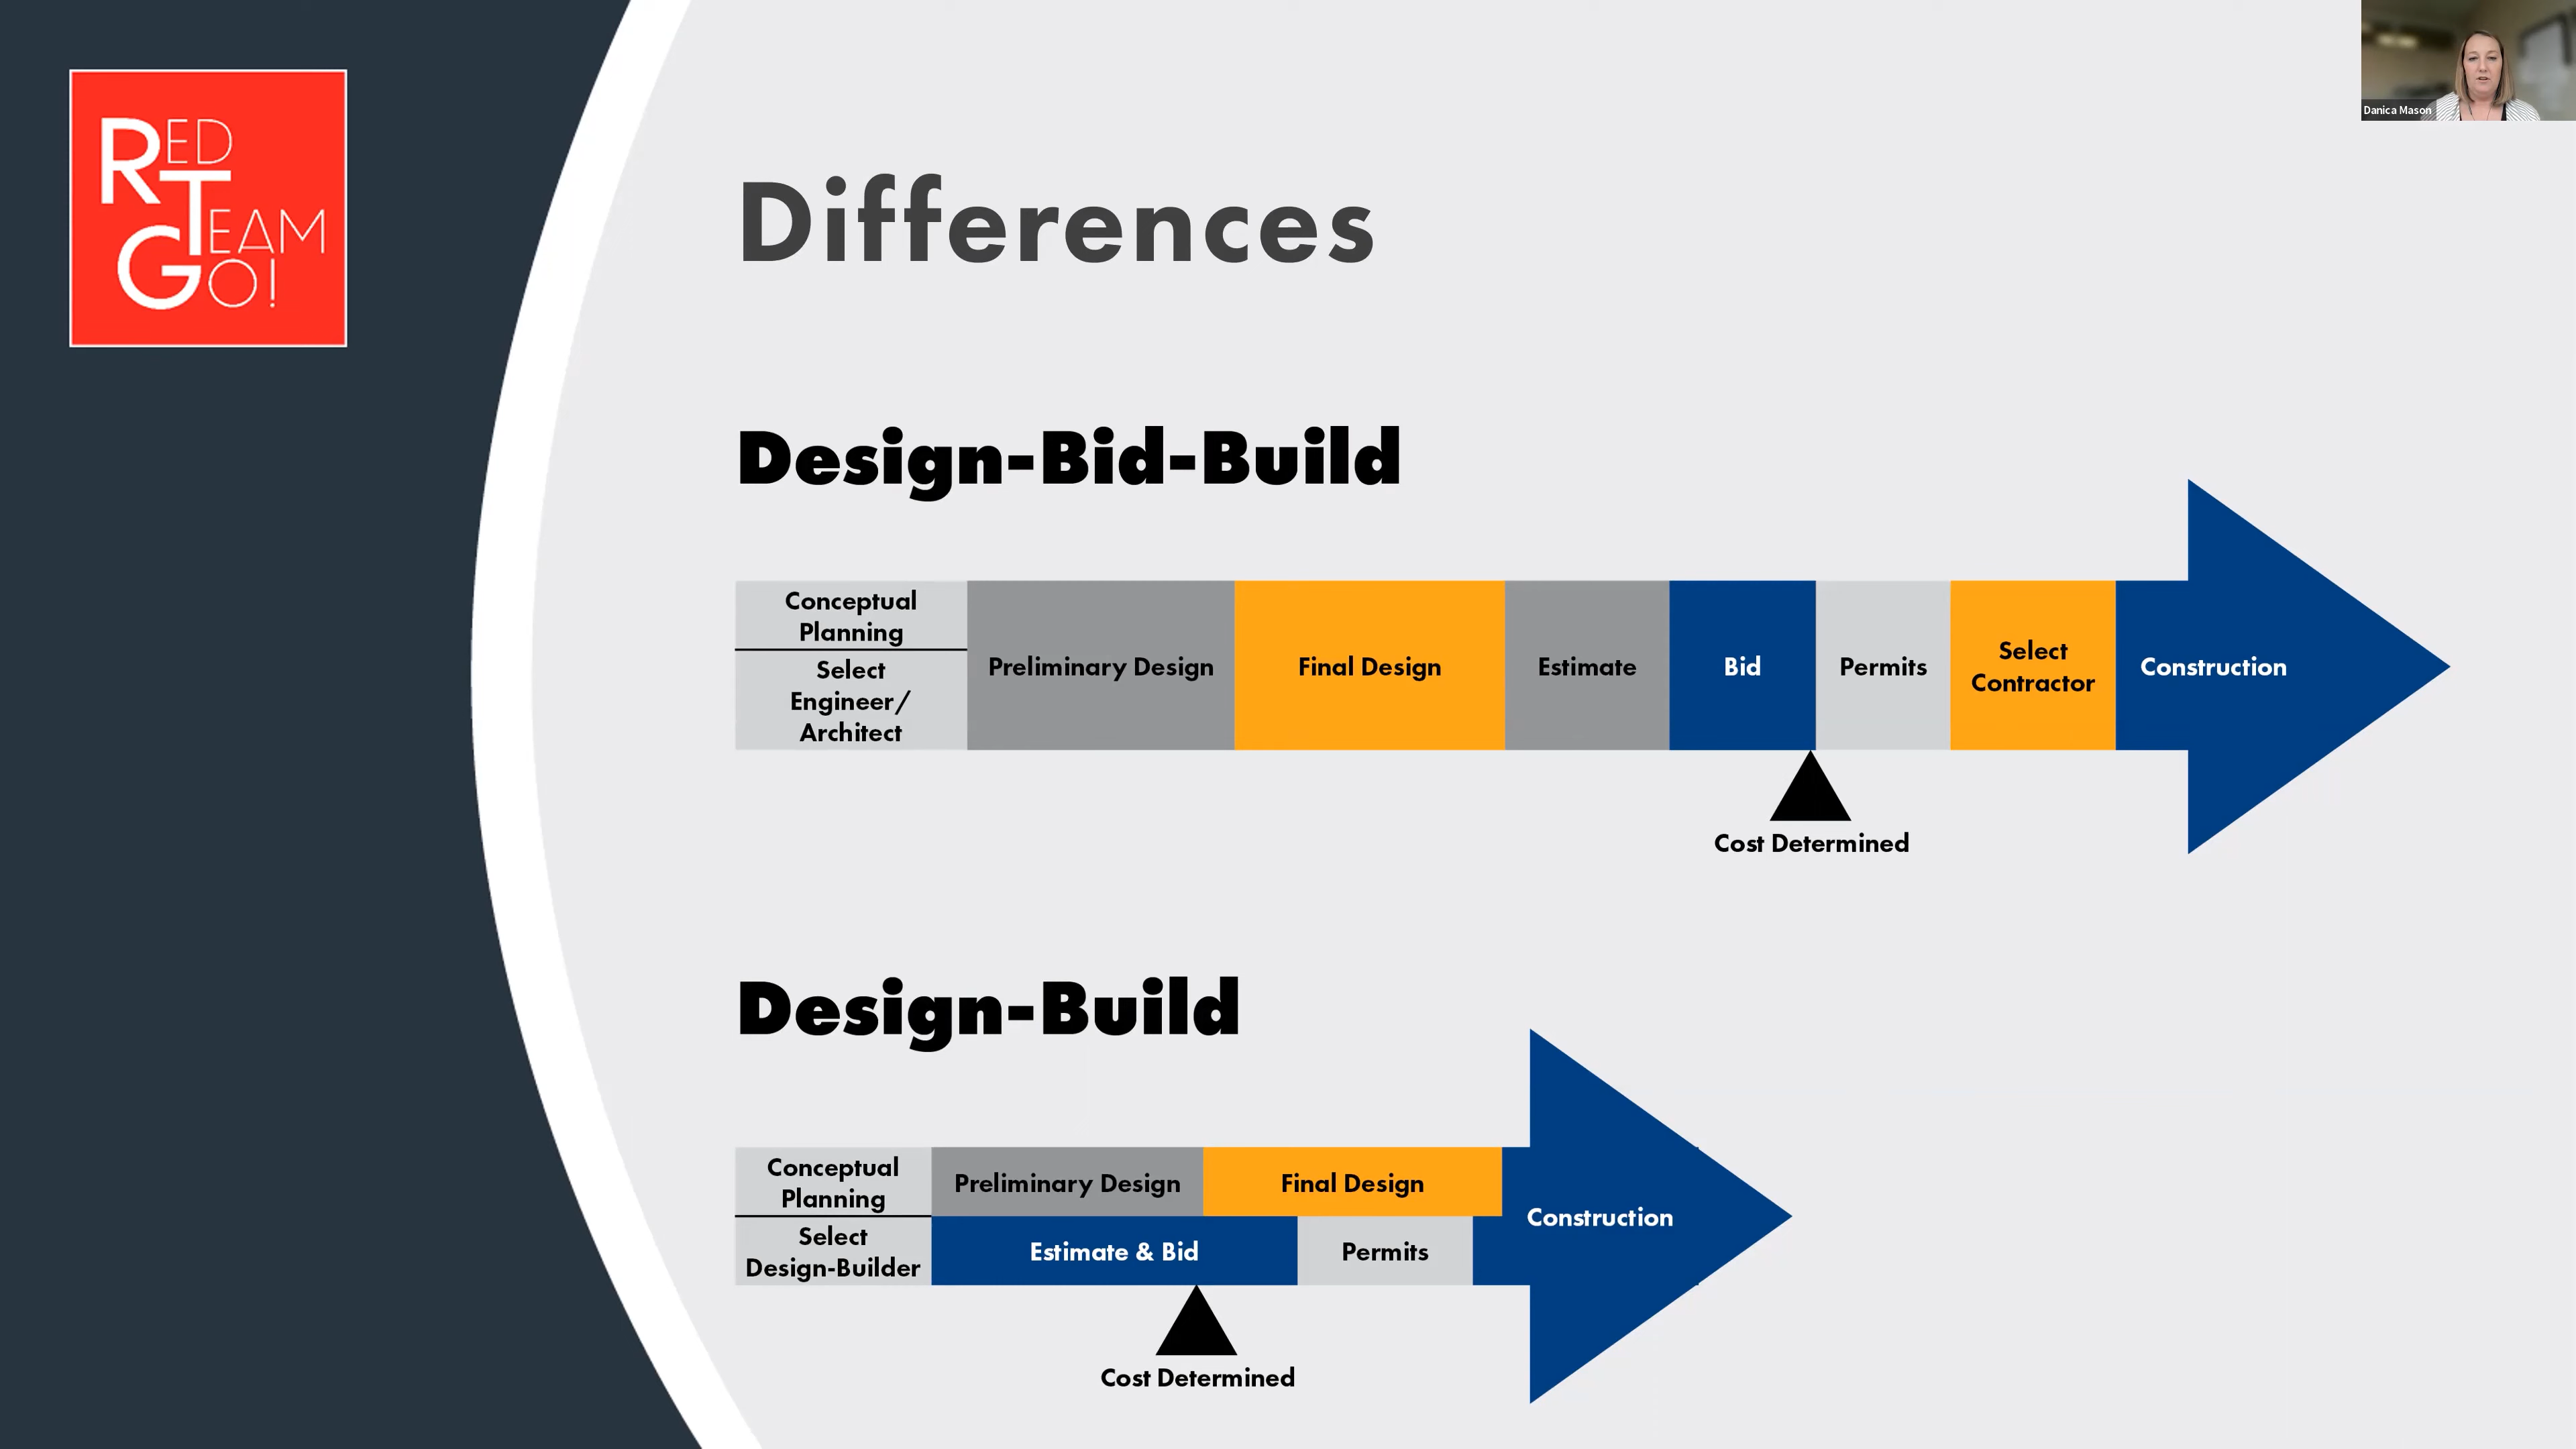 RED
TEAM
GO!
Danica Mason
Differences
Design-Bid-Build
Conceptual
Planning
Select
Engineer/
Architect
Preliminary Design
Final Design
Estimate
Bid
Permits
Select
Contractor
Construction
Cost Determined
Design-Build
Conceptual
Planning
Select
Design-Builder
Preliminary Design
Final Design
Estimate & Bid
Permits
Construction
Cost Determined